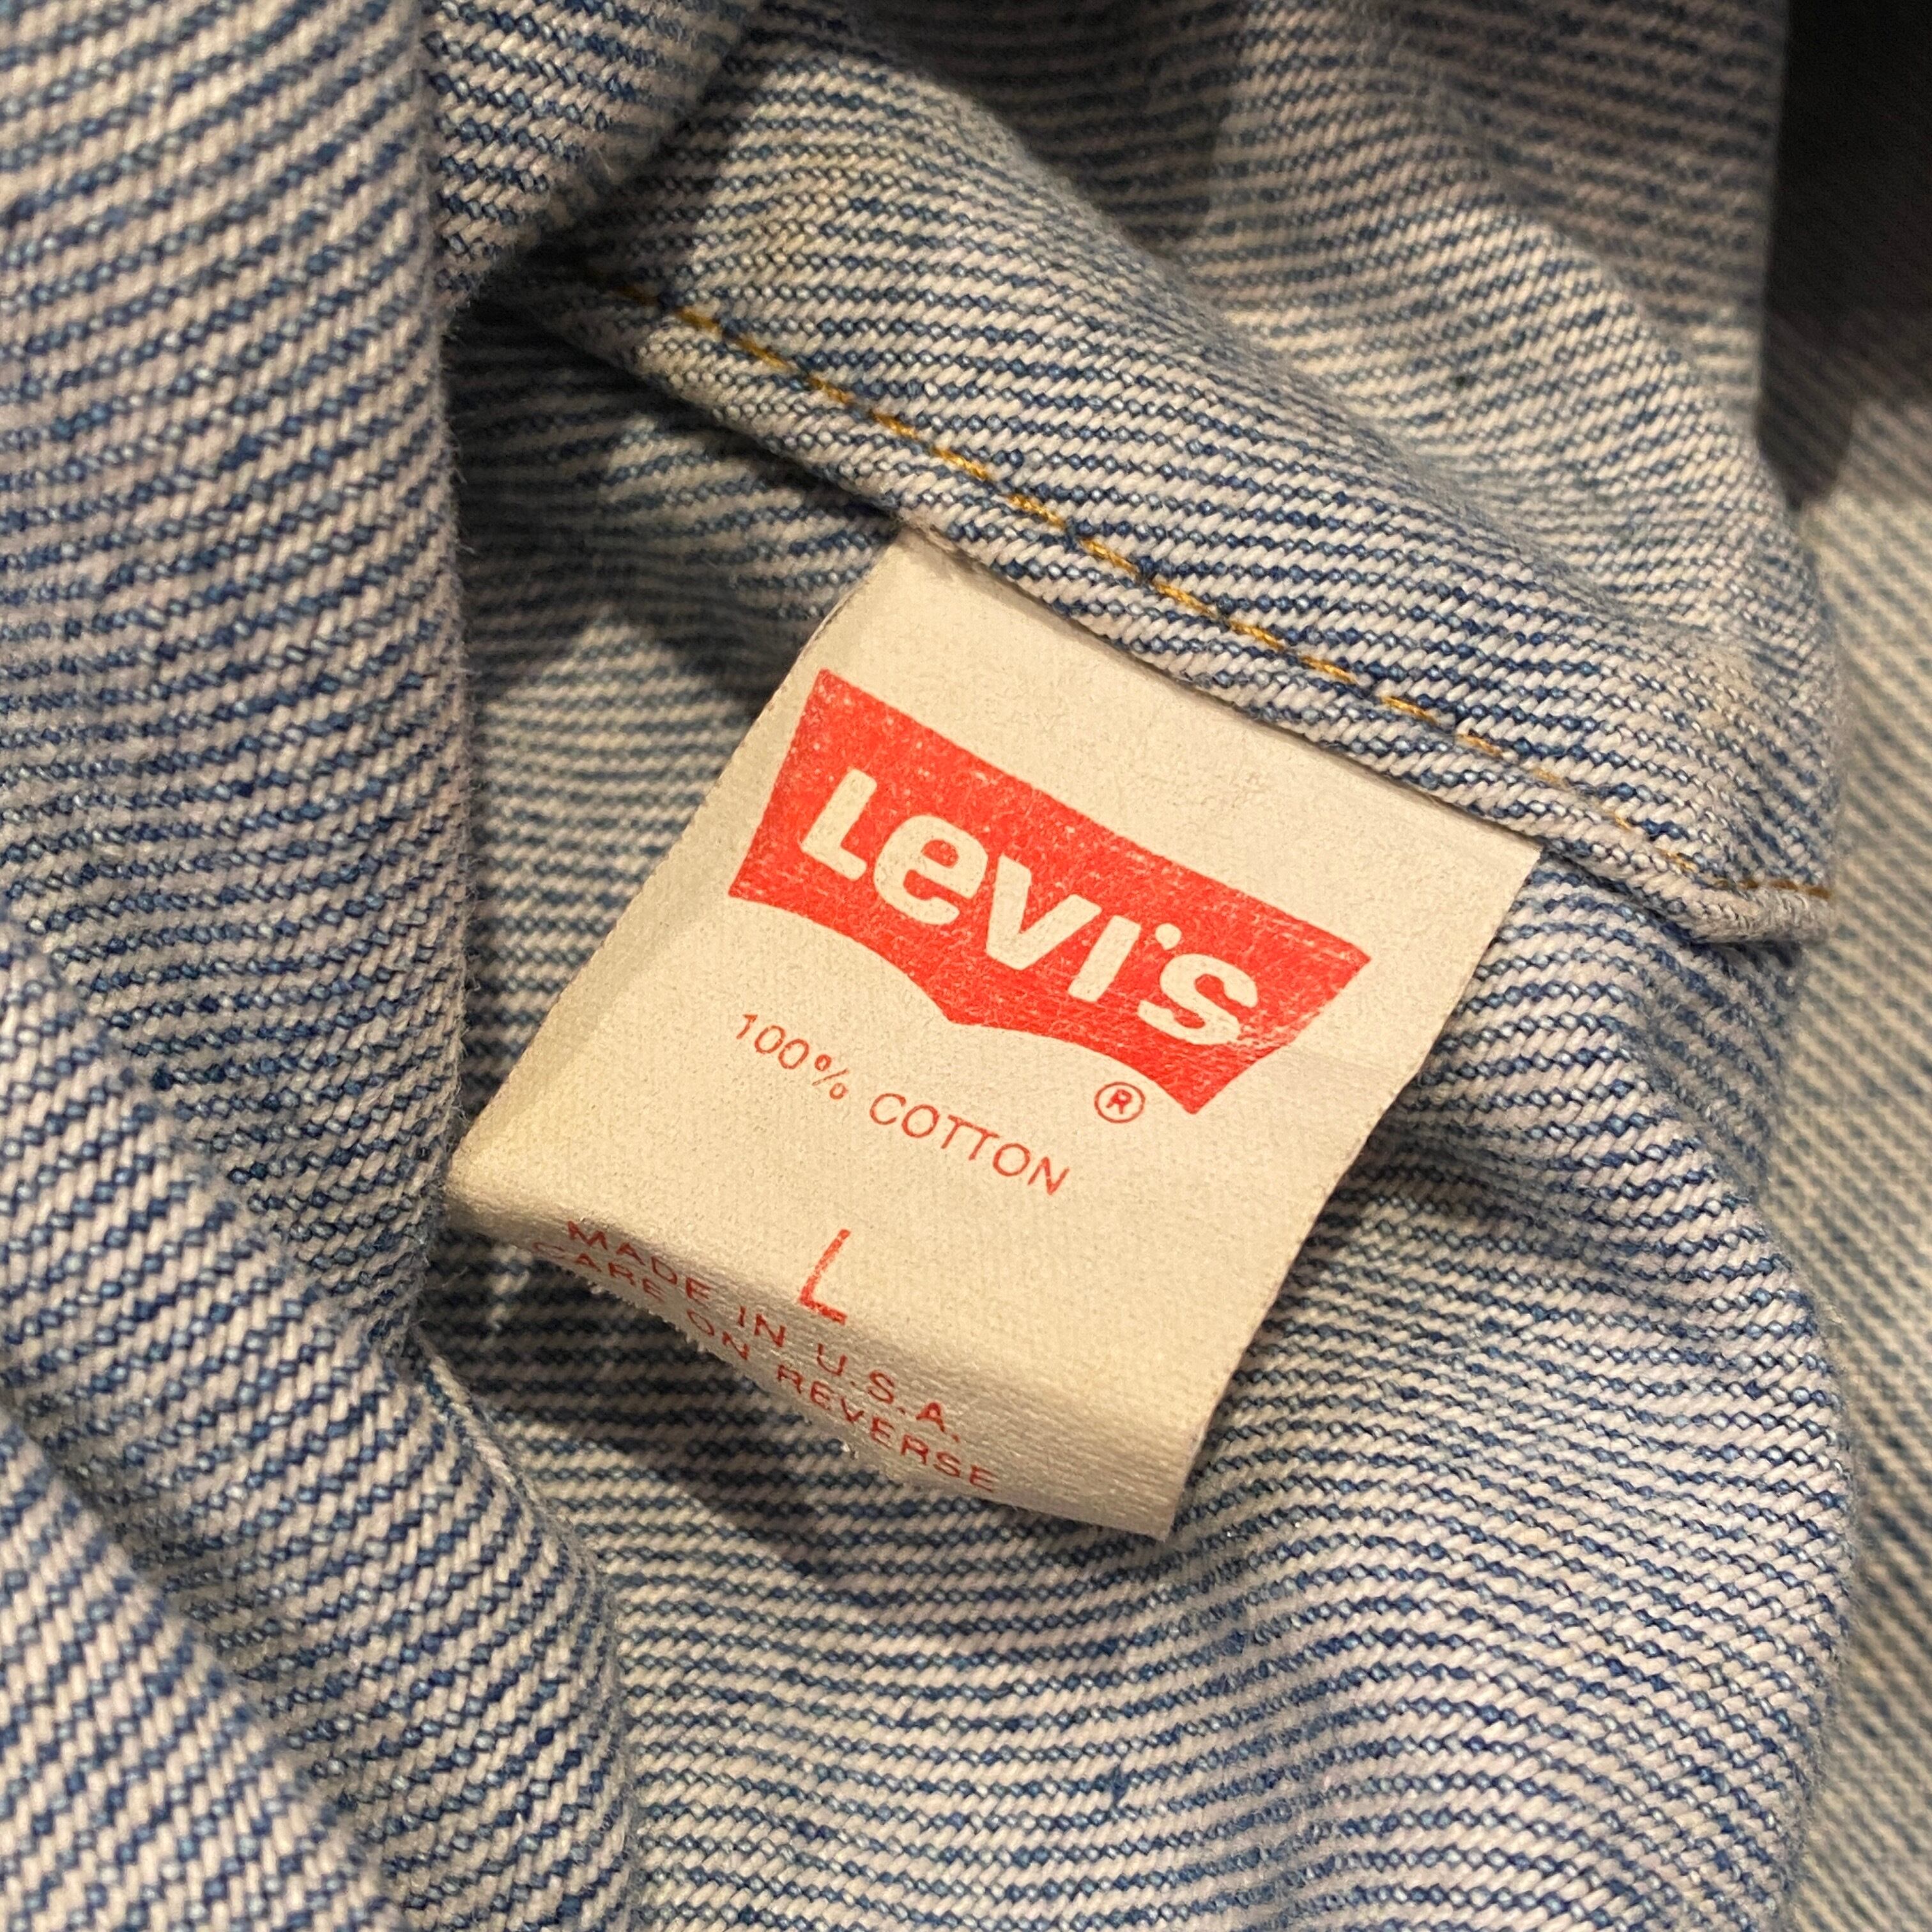 Levi's
®
100% COTTON
L
MADE IN U.S.A.
CARE ON REVERSE